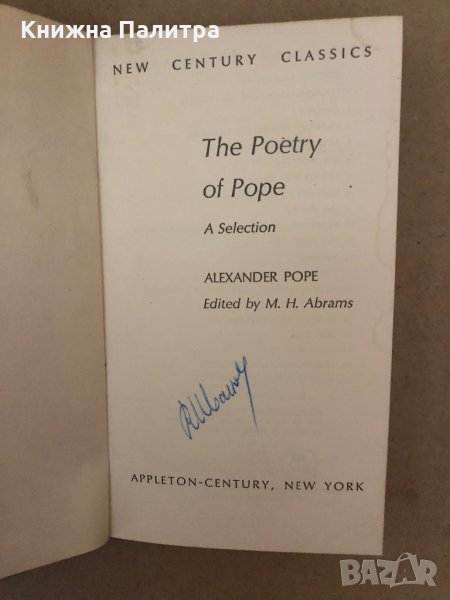 Книжна Палитра
NEW CENTURY CLASSICS
The Poetry
of Pope
A Selection
ALEXANDER POPE
Edited by M. H. Abrams
APPLETON-CENTURY, NEW YORK
BAZAR